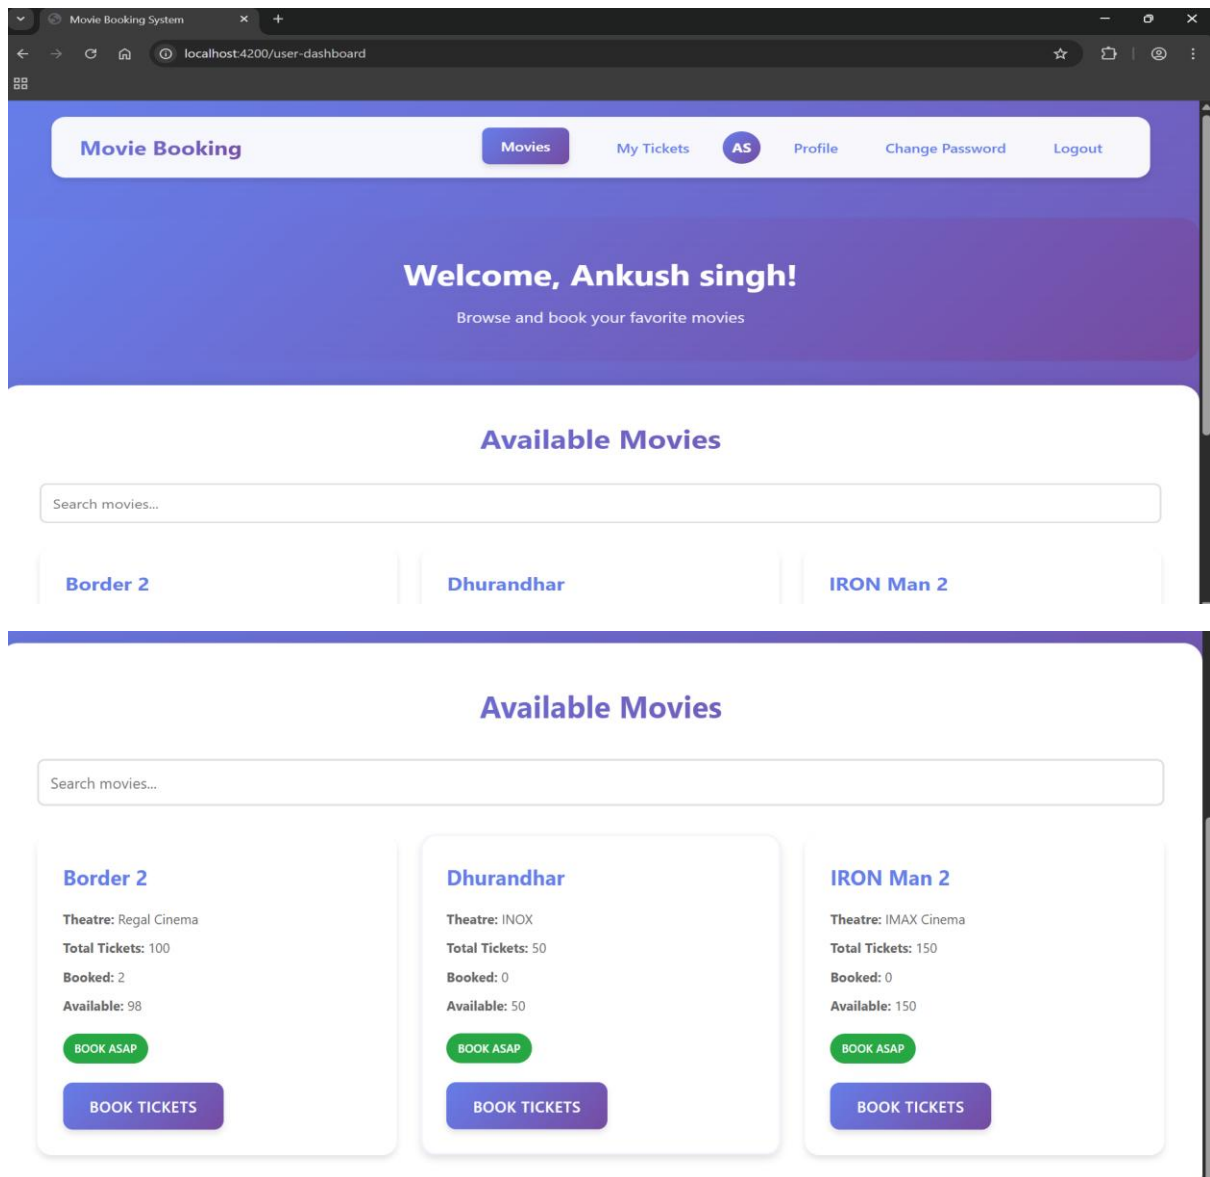 Movie Booking System
localhost:4200/user-dashboard
Movie Booking
Movies
My Tickets
AS
Profile
Change Password
Logout
Welcome, Ankush singh!
Browse and book your favorite movies
Available Movies
Search movies...
Border 2
Dhurandhar
IRON Man 2
Available Movies
Search movies...
Border 2
Theatre: Regal Cinema
Total Tickets: 100
Booked: 2
Available: 98
BOOK ASAP
BOOK TICKETS
Dhurandhar
Theatre: INOX
Total Tickets: 50
Booked: 0
Available: 50
BOOK ASAP
BOOK TICKETS
IRON Man 2
Theatre: IMAX Cinema
Total Tickets: 150
Booked: 0
Available: 150
BOOK ASAP
BOOK TICKETS